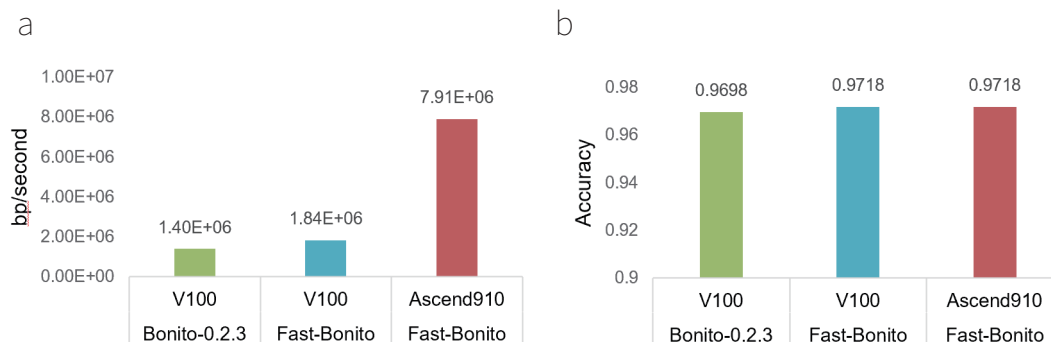 a
bp/second
1.00E+07
8.00E+06
6.00E+06
4.00E+06
2.00E+06
0.00E+00
1.40E+06
1.84E+06
7.91E+06
V100 V100 Ascend910
Bonito-0.2.3 Fast-Bonito Fast-Bonito
b
Accuracy
0.98
0.96
0.94
0.92
0.9
0.9698
0.9718
0.9718
V100 V100 Ascend910
Bonito-0.2.3 Fast-Bonito Fast-Bonito